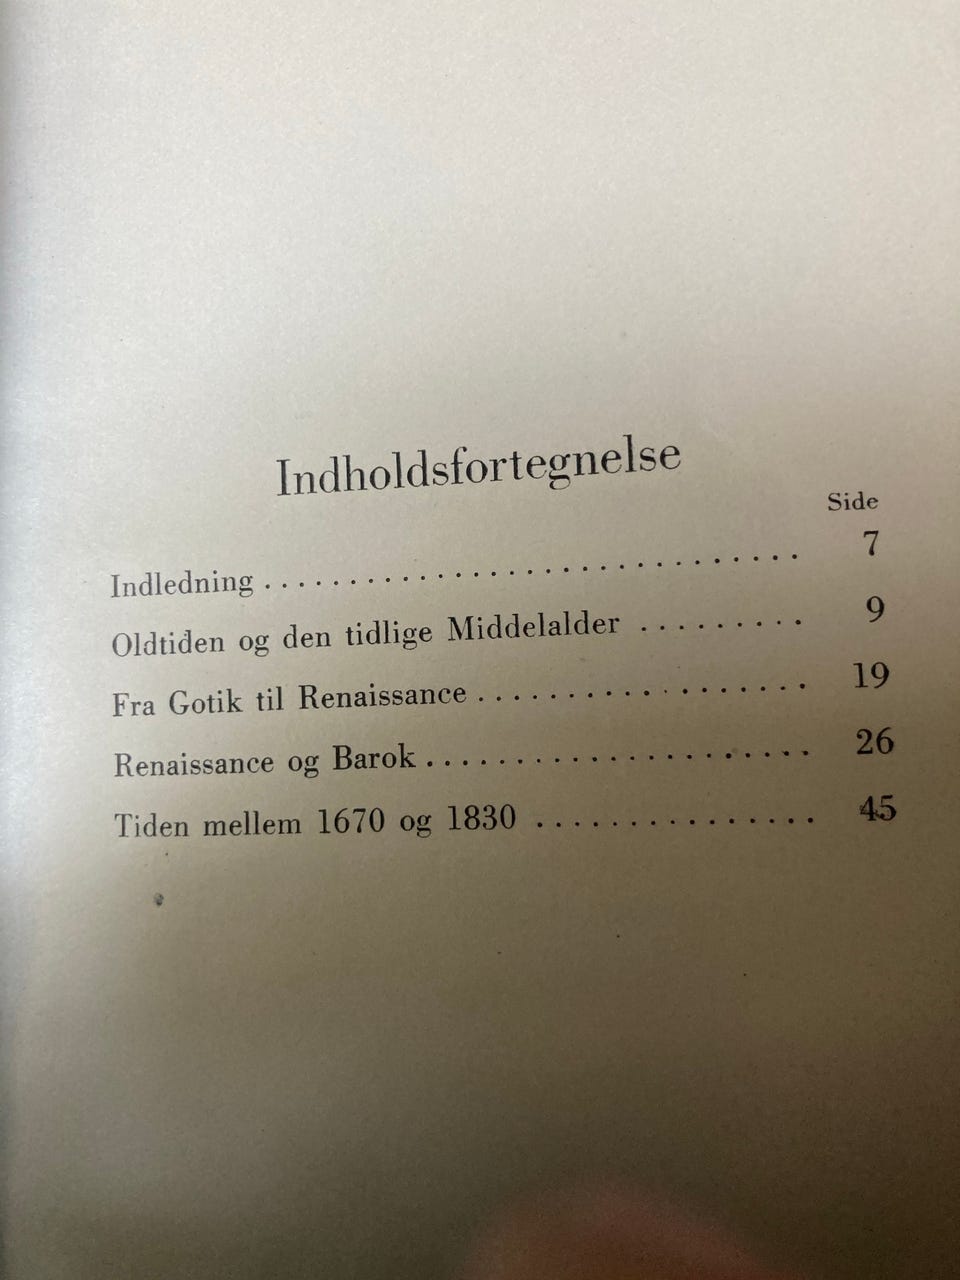 Indholdsfortegnelse
Side
Indledning .............................. 7
Oldtiden og den tidlige Middelalder ......... 9
Fra Gotik til Renaissance .................. 19
Renaissance og Barok ..................... 26
Tiden mellem 1670 og 1830 ............... 45